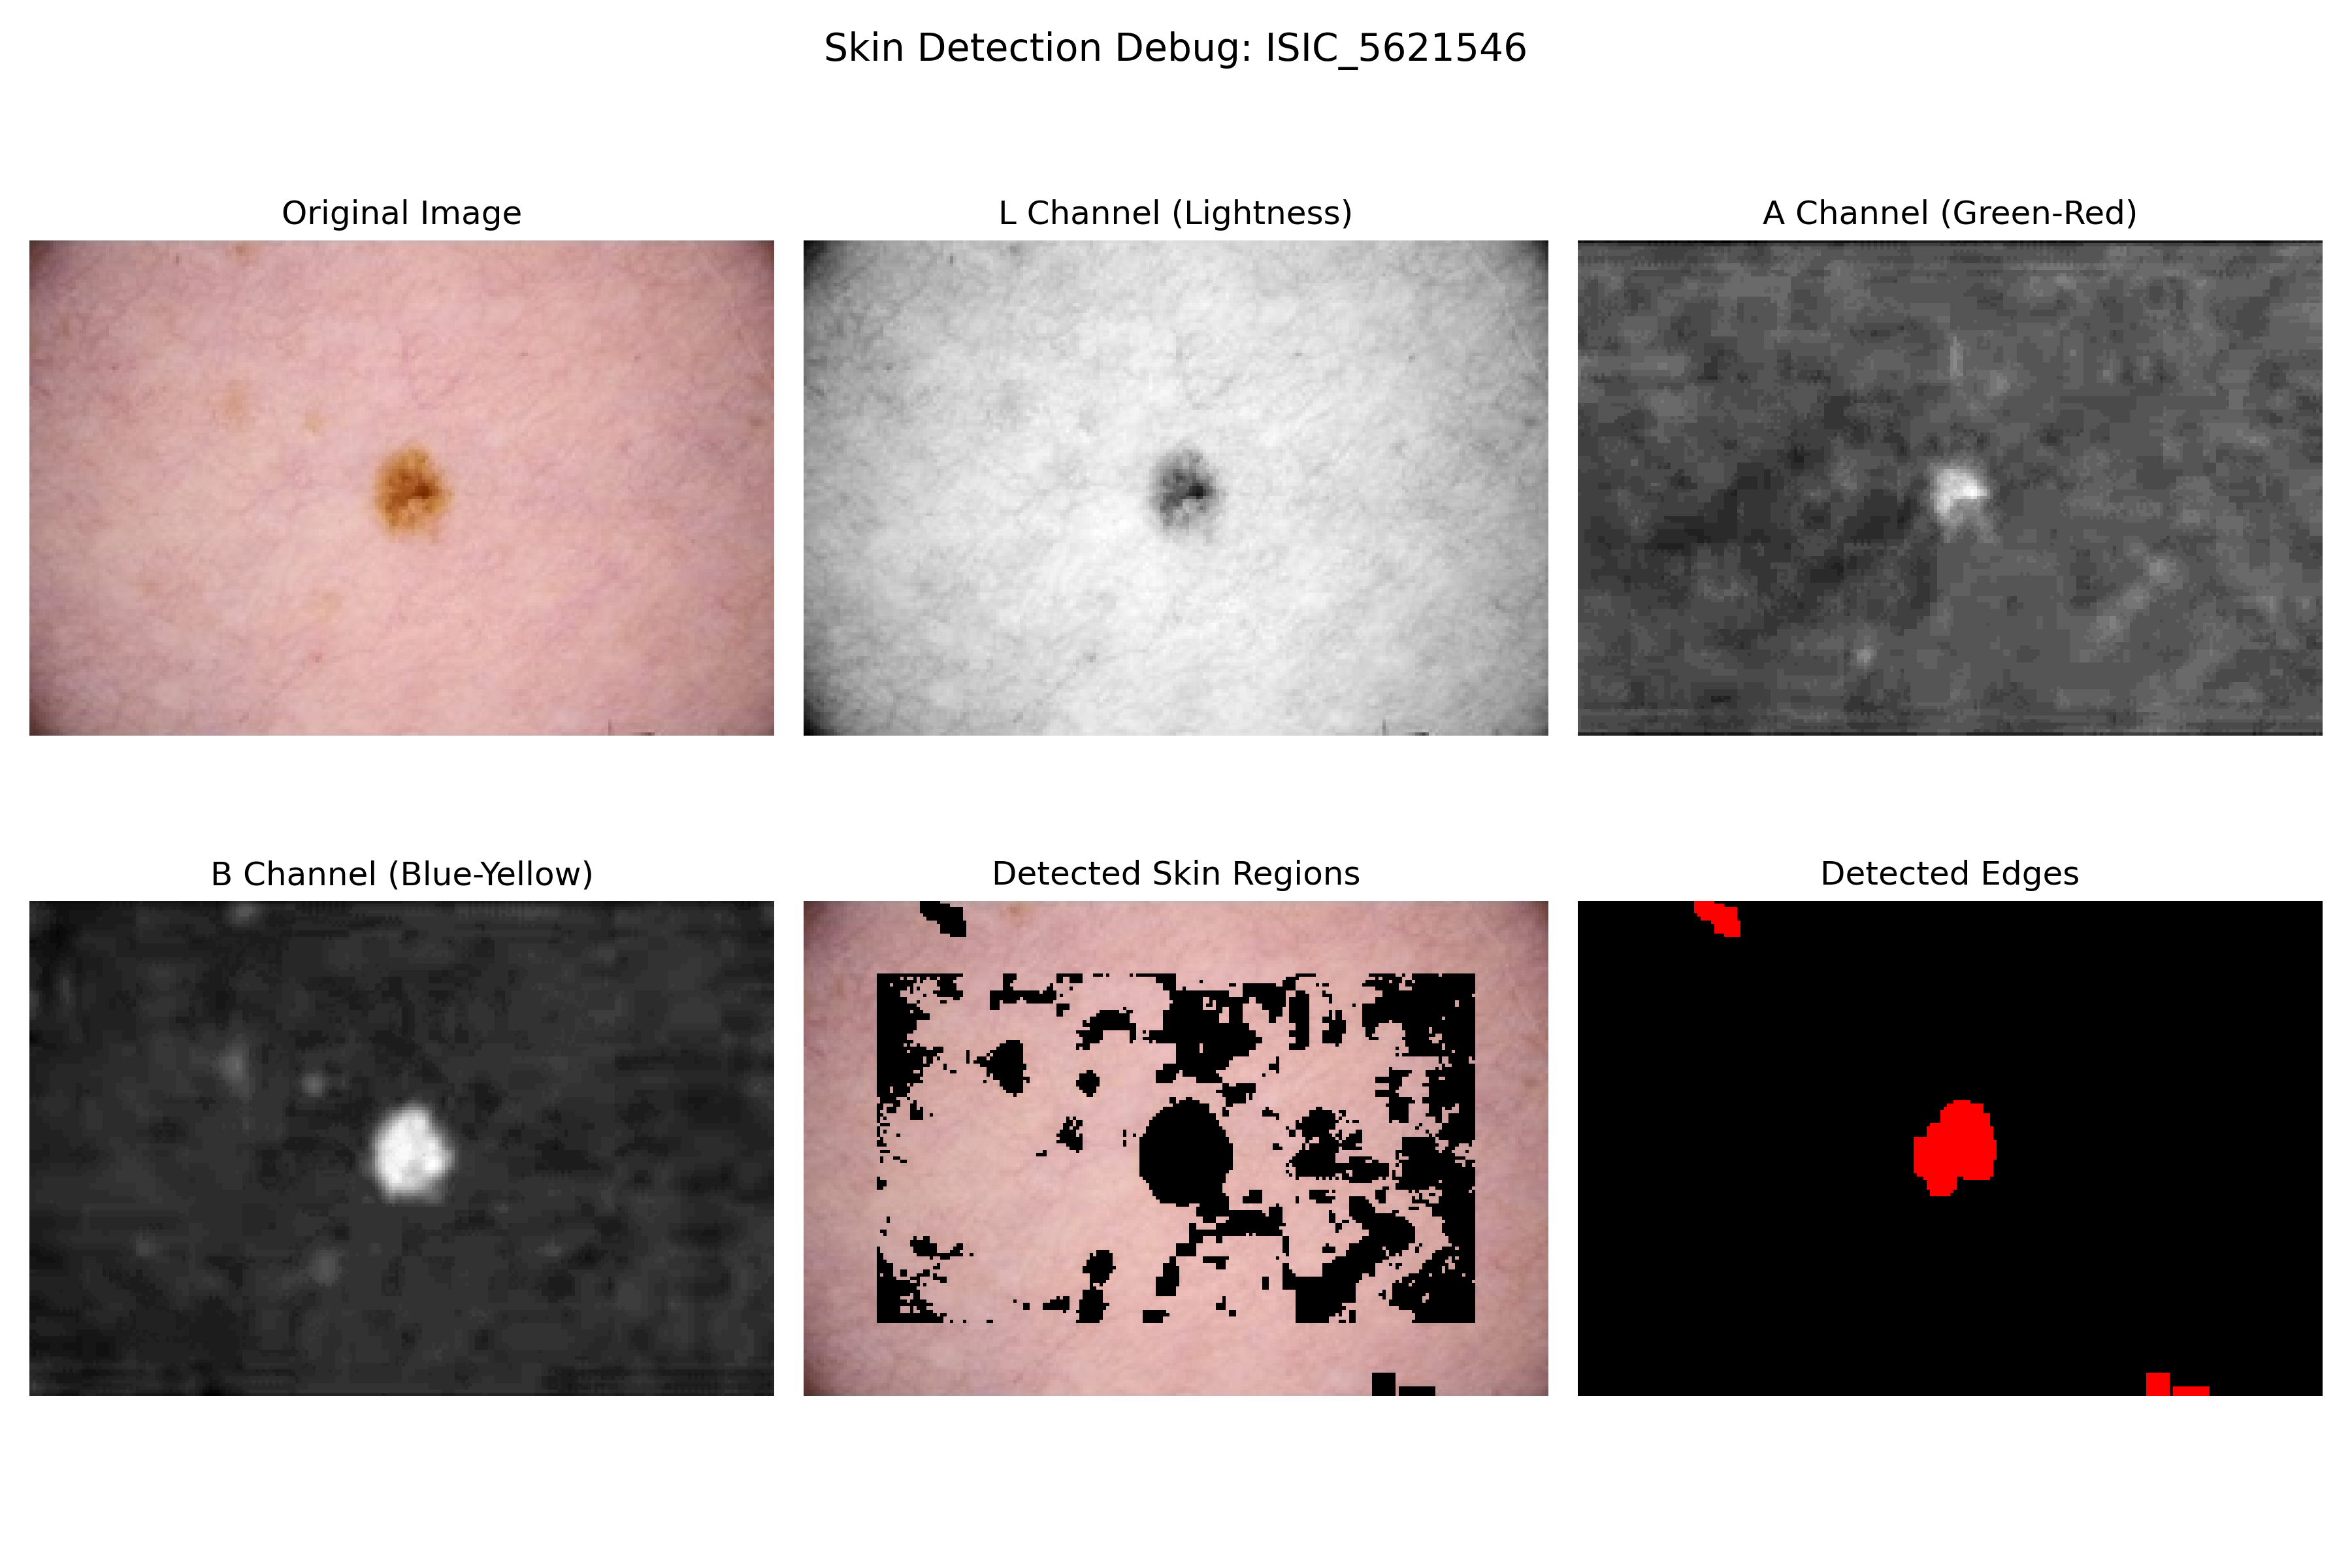 Skin Detection Debug: ISIC_5621546
Original Image
L Channel (Lightness)
A Channel (Green-Red)
B Channel (Blue-Yellow)
Detected Skin Regions
Detected Edges